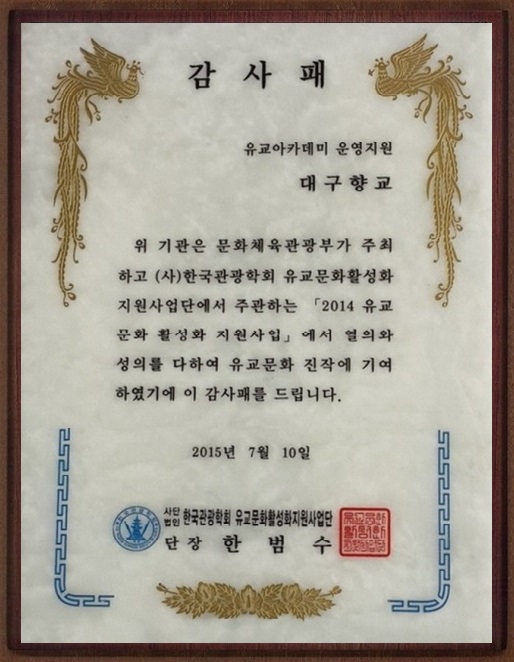 감 사 패
유교아카데미 운영지원
대구향교
위 기관은 문화체육관광부가 주최
하고 (사)한국관광학회 유교문화활성화
지원사업단에서 주관하는 「2014 유교
문화 활성화 지원사업」에서 열의와
성의를 다하여 유교문화 진작에 기여
하였기에 이 감사패를 드립니다.
2015년 7월 10일
사단법인 한국관광학회 유교문화활성화지원사업단
단장 한 범 수